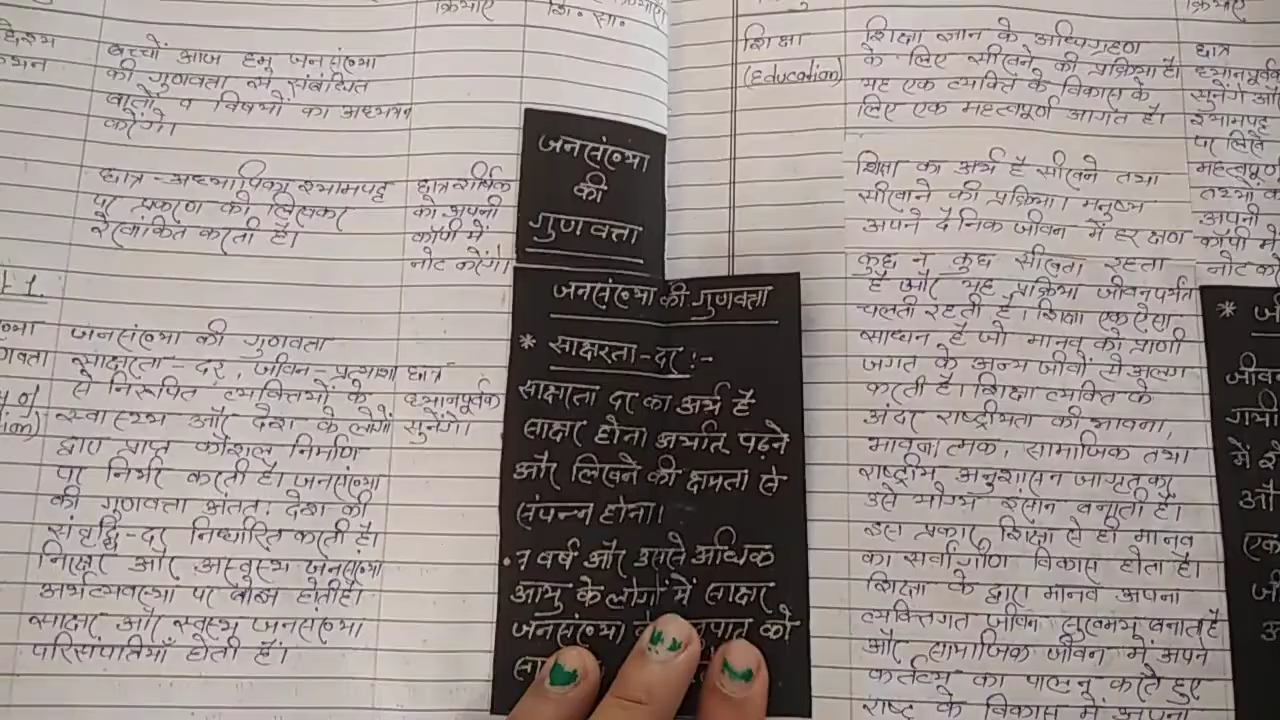 क्रियाएँ
शि. सा.
बच्चों आज हम जनसंख्या
की गुणवत्ता से संबंधित
बातों व विषयों का अध्ययन
करेंगे।
छात्र-अध्यापिका श्यामपट्ट
पर प्रकरण को लिखकर
रेखांकित करती है।
छात्र शीर्षक
को अपनी
कॉपी में
नोट करेंगे।
जनसंख्या की गुणवत्ता
साक्षरता-दर, जीवन-प्रत्याशा
से निरूपित व्यक्तियों के
स्वास्थ्य और देश के लोगों
द्वारा प्राप्त कौशल निर्माण
पर निर्भर करती है। जनसंख्या
की गुणवत्ता अंततः देश की
संवृद्धि-दर निर्धारित करती है।
निरक्षर और अस्वस्थ जनसंख्या
अर्थव्यवस्था पर बोझ होती है।
साक्षर और स्वस्थ जनसंख्या
परिसंपत्तियाँ होती हैं।
छात्र
ध्यानपूर्वक
सुनेंगे।
जनसंख्या
की
गुणवत्ता
जनसंख्या की गुणवत्ता
* साक्षरता-दर :-
साक्षरता दर का अर्थ है
साक्षर होना अर्थात् पढ़ने
और लिखने की क्षमता से
संपन्न होना।
• 7 वर्ष और उससे अधिक
आयु के लोगों में साक्षर
जनसंख्या को
शिक्षा
(Education)
शिक्षा ज्ञान के अधिग्रहण
के लिए सीखने की प्रक्रिया है।
यह एक व्यक्ति के विकास के
लिए एक महत्वपूर्ण आगत है।
शिक्षा का अर्थ है सीखने तथा
सीखाने की प्रक्रिया। मनुष्य
अपने दैनिक जीवन में हर क्षण
कुछ न कुछ सीखता रहता
है और यह प्रक्रिया जीवनपर्यंत
चलती रहती है। शिक्षा एक ऐसा
साधन है जो मानव को प्राणी
जगत के अन्य जीवों से अलग
करती है। शिक्षा व्यक्ति के
अंदर राष्ट्रीयता की भावना,
भावनात्मक, सामाजिक तथा
राष्ट्रीय अनुशासन जागृत कर
उसे योग्य इंसान बनाती है।
इस प्रकार शिक्षा से ही मानव
का सर्वांगीण विकास होता है।
शिक्षा के द्वारा मानव अपना
व्यक्तिगत जीवन सुखमय बनाता है
और सामाजिक जीवन में अपने
कर्तव्य का पालन करते हुए
राष्ट्र के विकास में अपना
क्रियाएँ
छात्र
ध्यानपूर्वक
सुनेंगे और
श्यामपट्ट
पर लिखे
महत्वपूर्ण
तथ्यों को
अपनी
कॉपी में
नोट